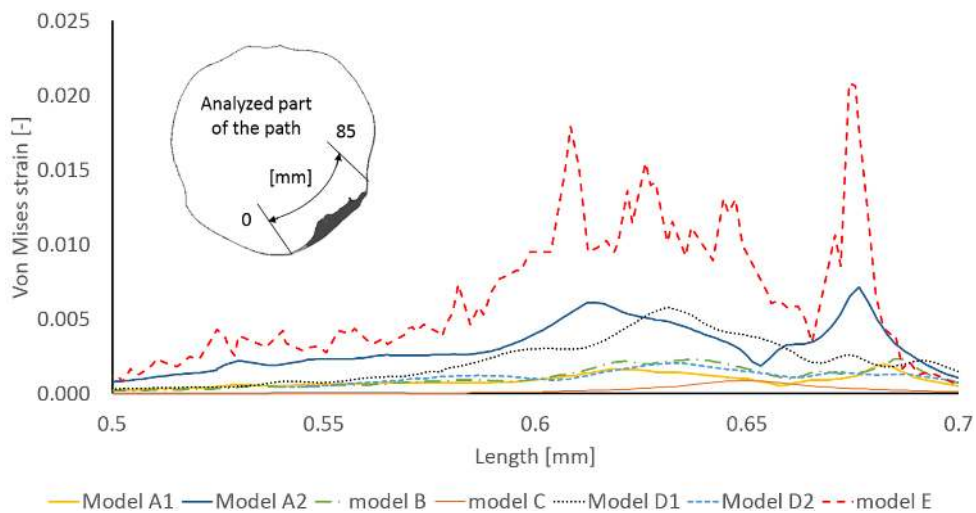 0.025
0.020
0.015
0.010
0.005
0.000
Von Mises strain [-]
Analyzed part
of the path
85
[mm]
0
0.5 0.55 0.6 0.65 0.7
Length [mm]
Model A1 Model A2 model B model C Model D1 Model D2 model E